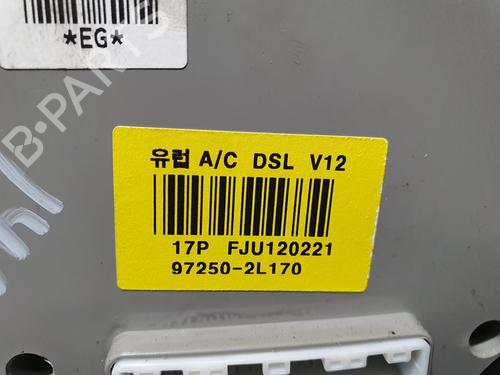 *EG*
B-PARTS
유럽 A/C DSL V12
17P FJU120221
97250-2L170